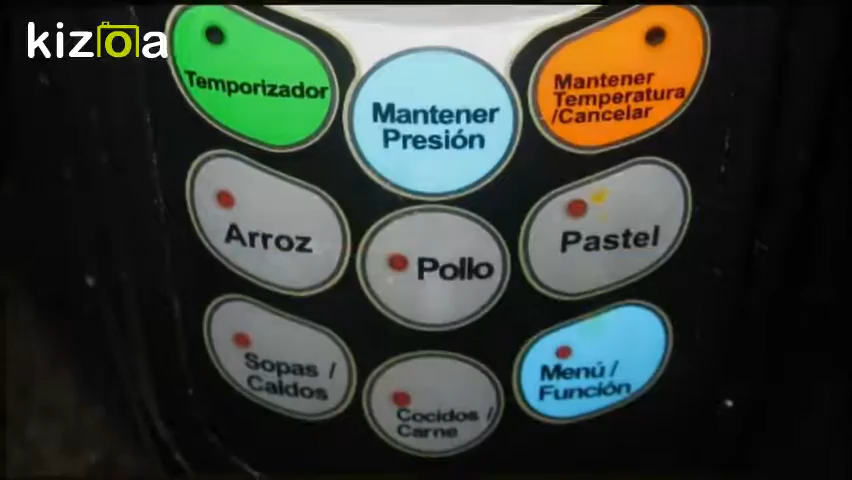 kizoa
Temporizador
Mantener
Presión
Mantener
Temperatura
/Cancelar
Arroz
Pollo
Pastel
Sopas /
Caldos
Cocidos /
Carne
Menú /
Función